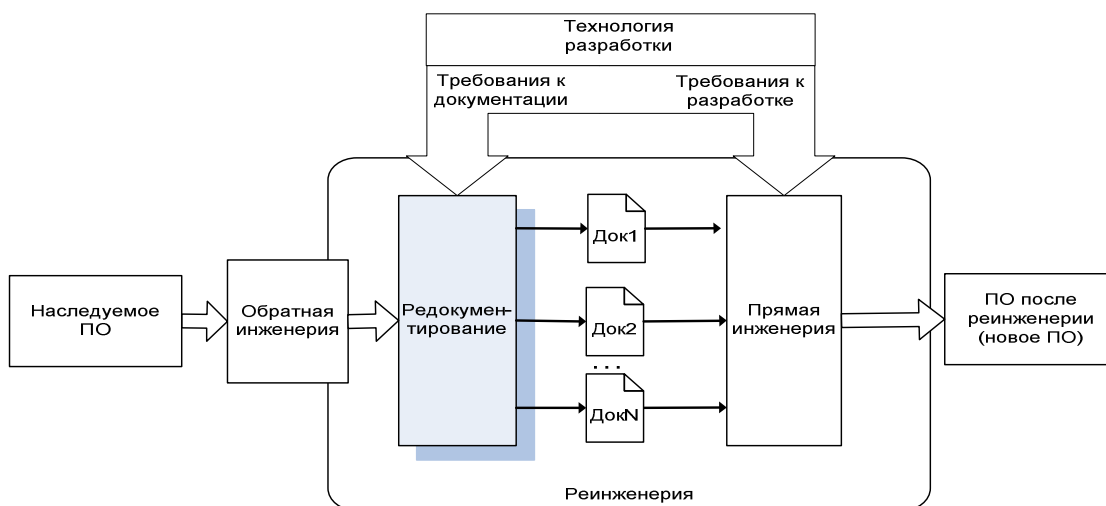 Технология
разработки
Требования к
документации
Требования к
разработке
Наследуемое
ПО
Обратная
инженерия
Редокумен-
тирование
Док1
Док2
...
ДокN
Прямая
инженерия
ПО после
реинженерии
(новое ПО)
Реинженерия